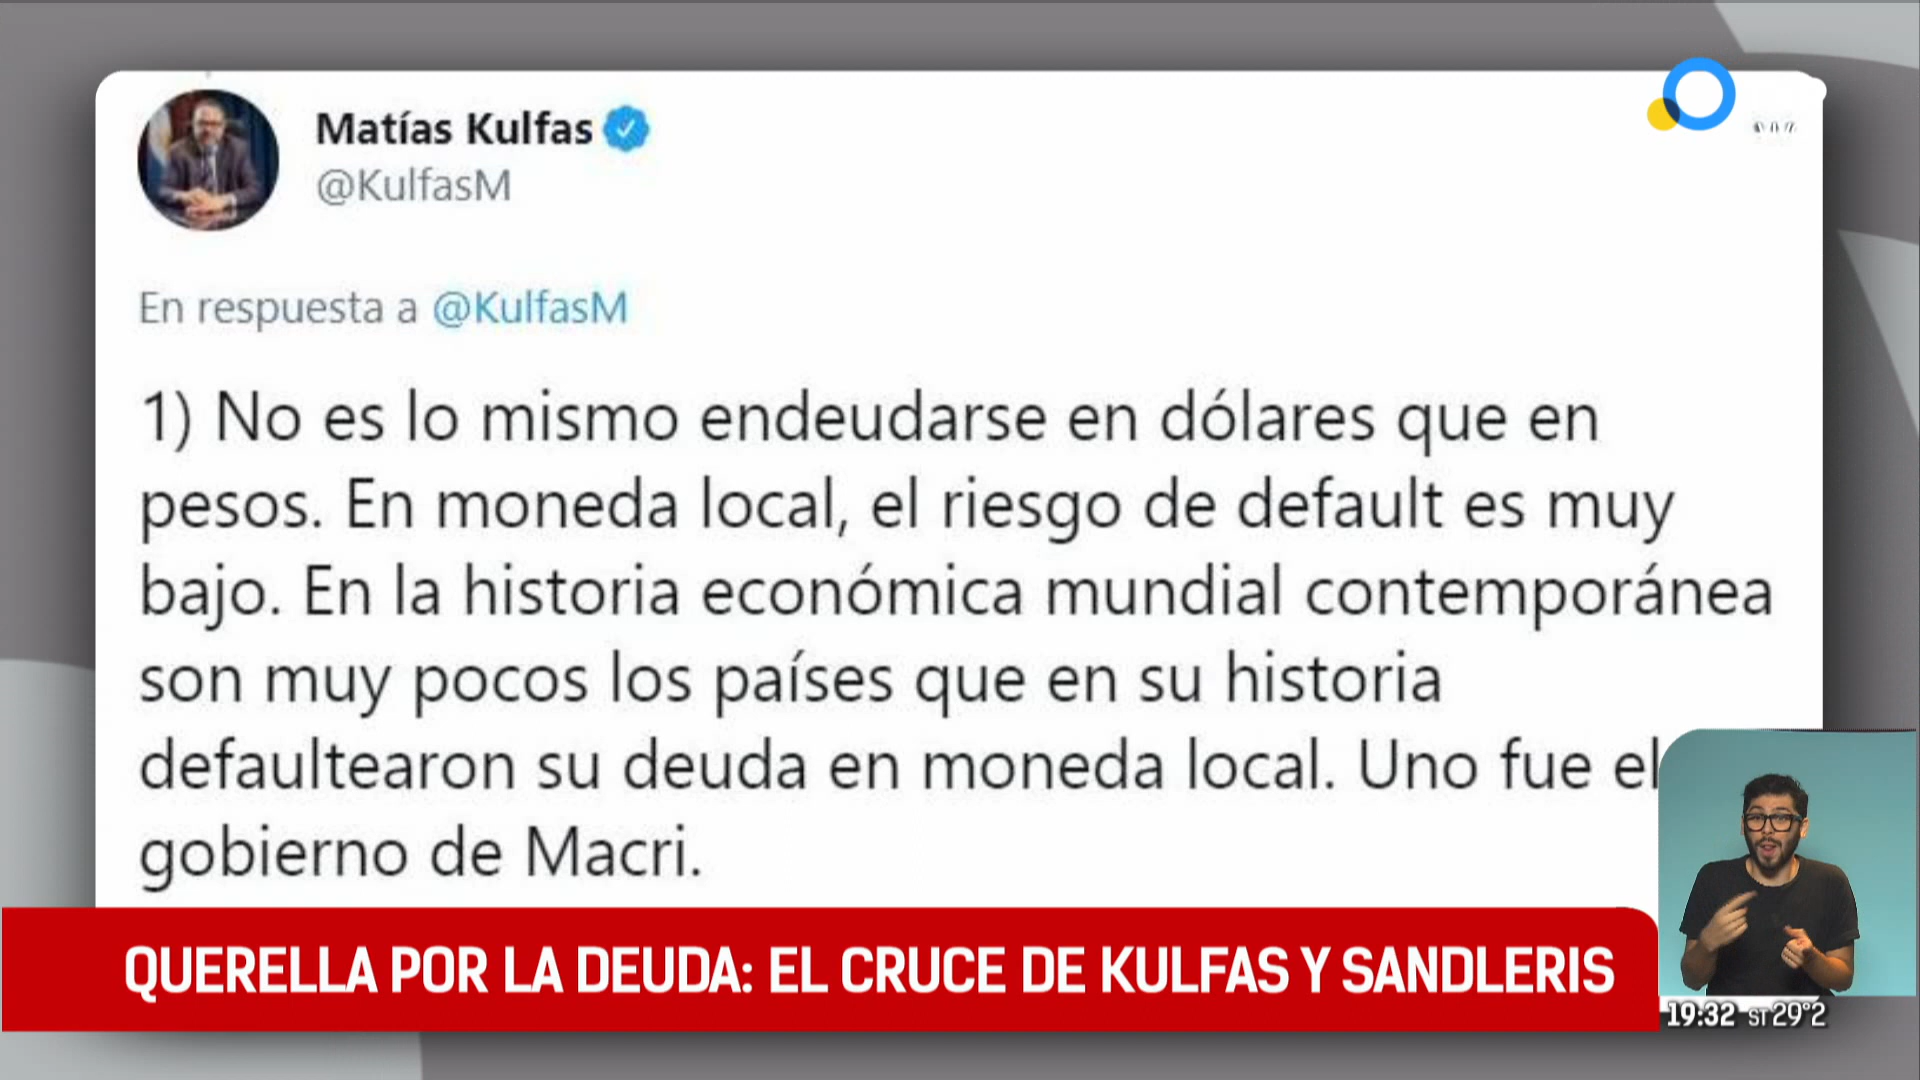 Matías Kulfas
@KulfasM
En respuesta a @KulfasM
1) No es lo mismo endeudarse en dólares que en
pesos. En moneda local, el riesgo de default es muy
bajo. En la historia económica mundial contemporánea
son muy pocos los países que en su historia
defaultearon su deuda en moneda local. Uno fue el
gobierno de Macri.
QUERELLA POR LA DEUDA: EL CRUCE DE KULFAS Y SANDLERIS
19:32 ST 29°2